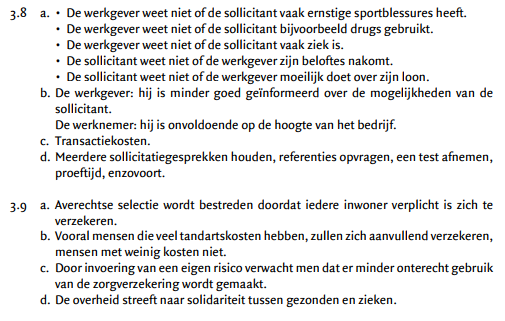 3.8 a. • De werkgever weet niet of de sollicitant vaak ernstige sportblessures heeft.
• De werkgever weet niet of de sollicitant bijvoorbeeld drugs gebruikt.
• De werkgever weet niet of de sollicitant vaak ziek is.
• De sollicitant weet niet of de werkgever zijn beloftes nakomt.
• De sollicitant weet niet of de werkgever moeilijk doet over zijn loon.
b. De werkgever: hij is minder goed geïnformeerd over de mogelijkheden van de
sollicitant.
De werknemer: hij is onvoldoende op de hoogte van het bedrijf.
c. Transactiekosten.
d. Meerdere sollicitatiegesprekken houden, referenties opvragen, een test afnemen,
proeftijd, enzovoort.
3.9 a. Averechtse selectie wordt bestreden doordat iedere inwoner verplicht is zich te
verzekeren.
b. Vooral mensen die veel tandartskosten hebben, zullen zich aanvullend verzekeren,
mensen met weinig kosten niet.
c. Door invoering van een eigen risico verwacht men dat er minder onterecht gebruik
van de zorgverzekering wordt gemaakt.
d. De overheid streeft naar solidariteit tussen gezonden en zieken.